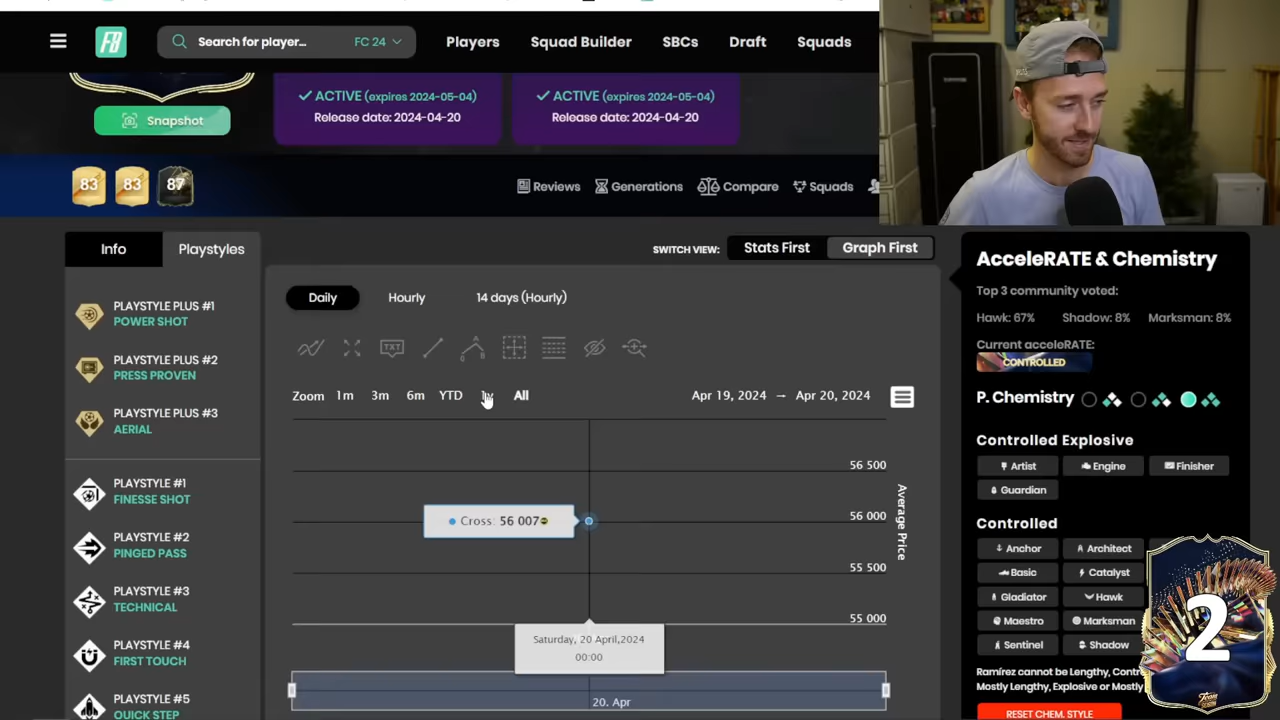 FB
Search for player...
FC 24
Players
Squad Builder
SBCs
Draft
Squads
ACTIVE (expires 2024-05-04)
Release date: 2024-04-20
ACTIVE (expires 2024-05-04)
Release date: 2024-04-20
Snapshot
83
83
87
Reviews
Generations
Compare
Squads
Info
Playstyles
SWITCH VIEW:
Stats First
Graph First
PLAYSTYLE PLUS #1
POWER SHOT
PLAYSTYLE PLUS #2
PRESS PROVEN
PLAYSTYLE PLUS #3
AERIAL
PLAYSTYLE #1
FINESSE SHOT
PLAYSTYLE #2
PINGED PASS
PLAYSTYLE #3
TECHNICAL
PLAYSTYLE #4
FIRST TOUCH
PLAYSTYLE #5
QUICK STEP
Daily
Hourly
14 days (Hourly)
TXT
Zoom
1m
3m
6m
YTD
All
Apr 19, 2024 → Apr 20, 2024
56 500
56 000
55 500
55 000
Average Price
Cross: 56 007
Saturday, 20 April,2024
00:00
20. Apr
AcceleRATE & Chemistry
Top 3 community voted:
Hawk: 67%
Shadow: 8%
Marksman: 8%
Current acceleRATE:
CONTROLLED
P. Chemistry
Controlled Explosive
Artist
Engine
Finisher
Guardian
Controlled
Anchor
Architect
Basic
Catalyst
Gladiator
Hawk
Maestro
Marksman
Sentinel
Shadow
Ramírez cannot be Lengthy, Contr
Mostly Lengthy, Explosive or Mostly
RESET CHEM. STYLE
2